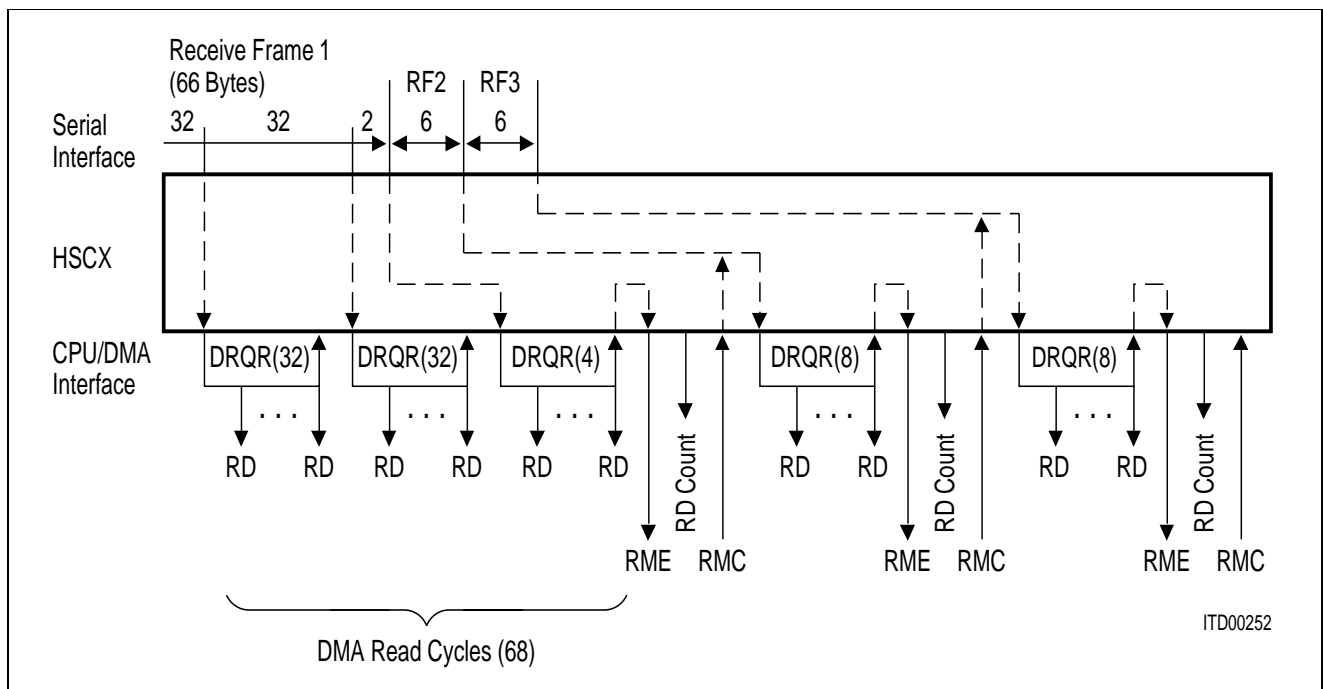 Receive Frame 1
(66 Bytes)
RF2 RF3
32 32 2 6 6
Serial
Interface
HSCX
CPU/DMA
Interface
DRQR(32) DRQR(32) DRQR(4) DRQR(8) DRQR(8)
. . . . . . . . . . . . . . .
RD RD RD RD RD RD RD RD RD RD
RD Count RD Count RD Count
RME RMC RME RMC RME RMC
DMA Read Cycles (68)
ITD00252